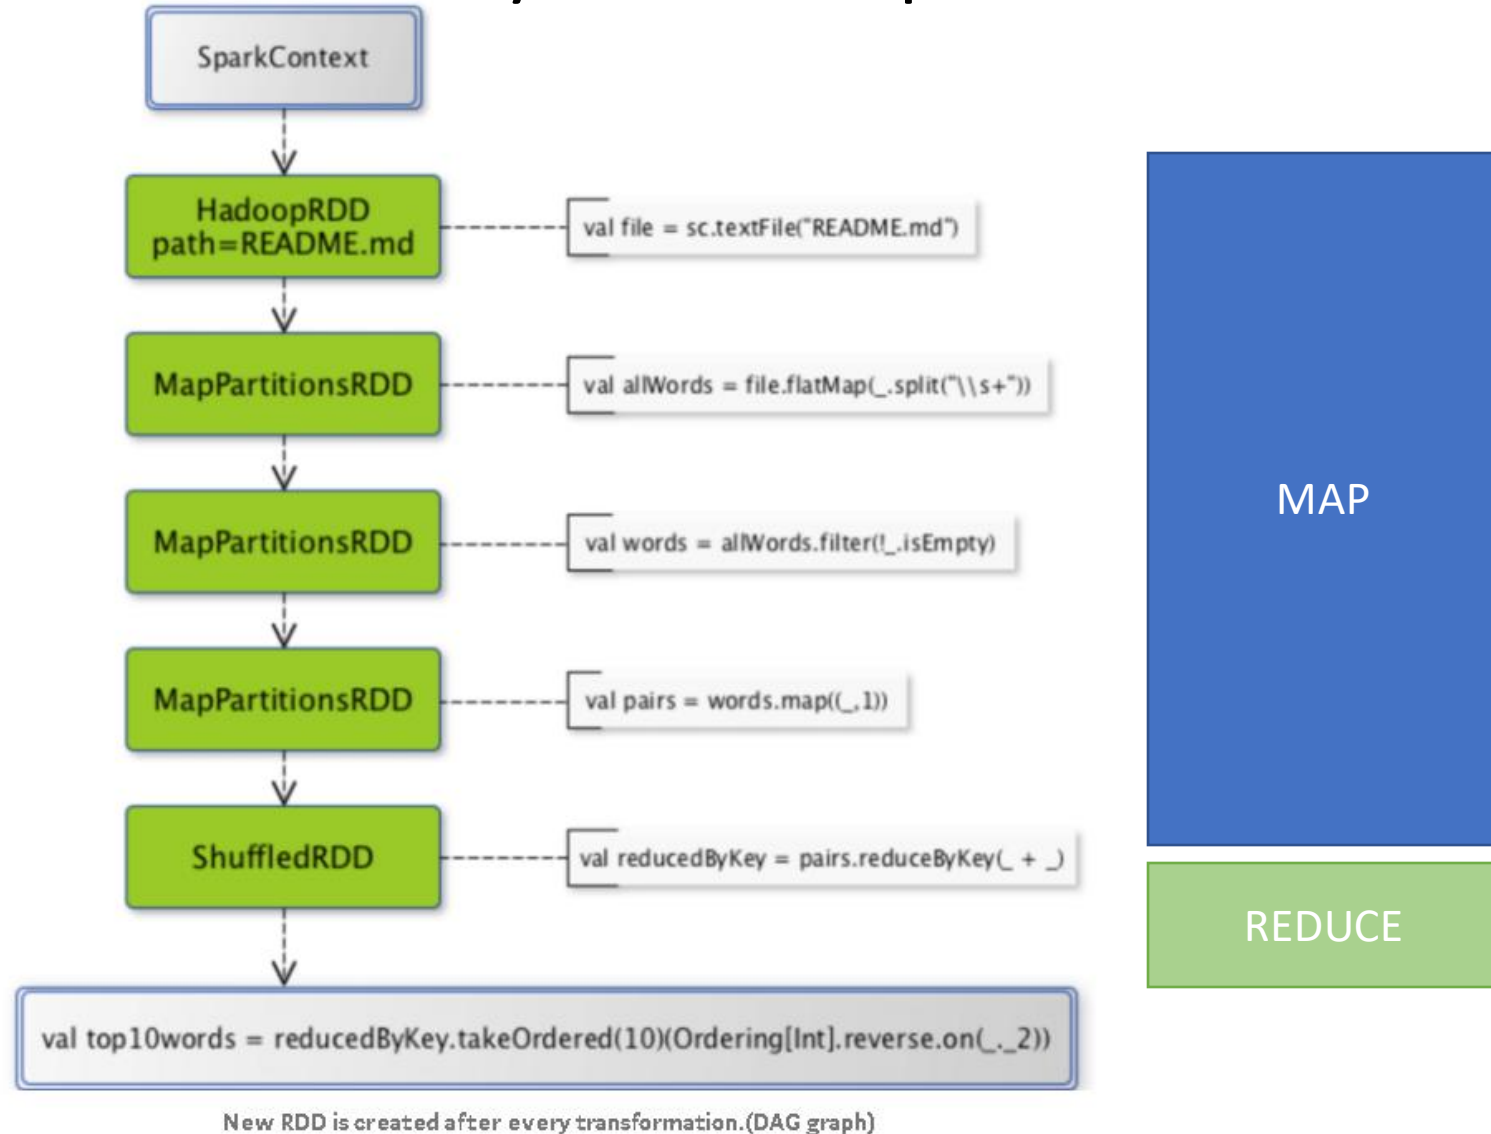 SparkContext
HadoopRDD
path=README.md
val file = sc.textFile("README.md")
MapPartitionsRDD
val allWords = file.flatMap(_.split("\\s+"))
MapPartitionsRDD
val words = allWords.filter(!_.isEmpty)
MAP
MapPartitionsRDD
val pairs = words.map((_,1))
ShuffledRDD
val reducedByKey = pairs.reduceByKey(_ + _)
REDUCE
val top10words = reducedByKey.takeOrdered(10)(Ordering[Int].reverse.on(_._2))
New RDD is created after every transformation.(DAG graph)